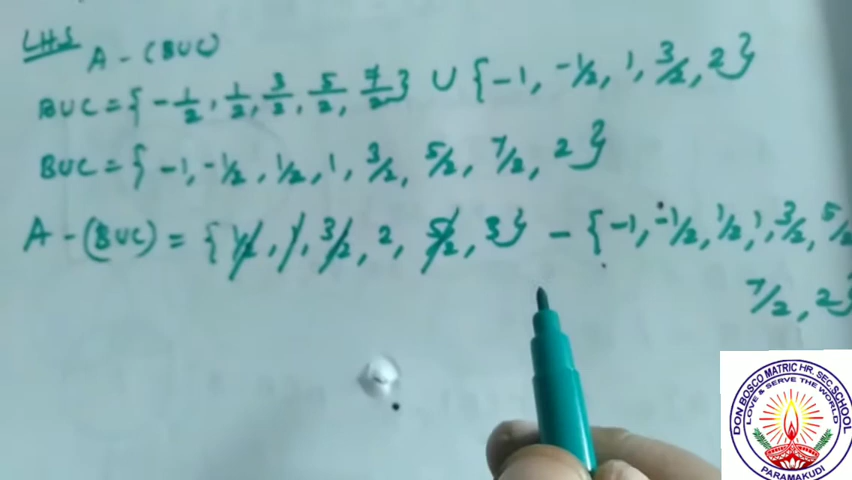 LHS
A - (BUC)
BUC = { -1/2, 1/2, 3/2, 5/2, 7/2 } U { -1, -1/2, 1, 3/2, 2 }
BUC = { -1, -1/2, 1/2, 1, 3/2, 5/2, 7/2, 2 }
A - (BUC) = { 1/2, 1, 3/2, 2, 5/2, 3 } - { -1, -1/2, 1/2, 1, 3/2, 5/2
7/2, 2 }
DON BOSCO MATRIC HR. SEC. SCHOOL
LOVE & SERVE THE WORLD
PARAMAKUDI